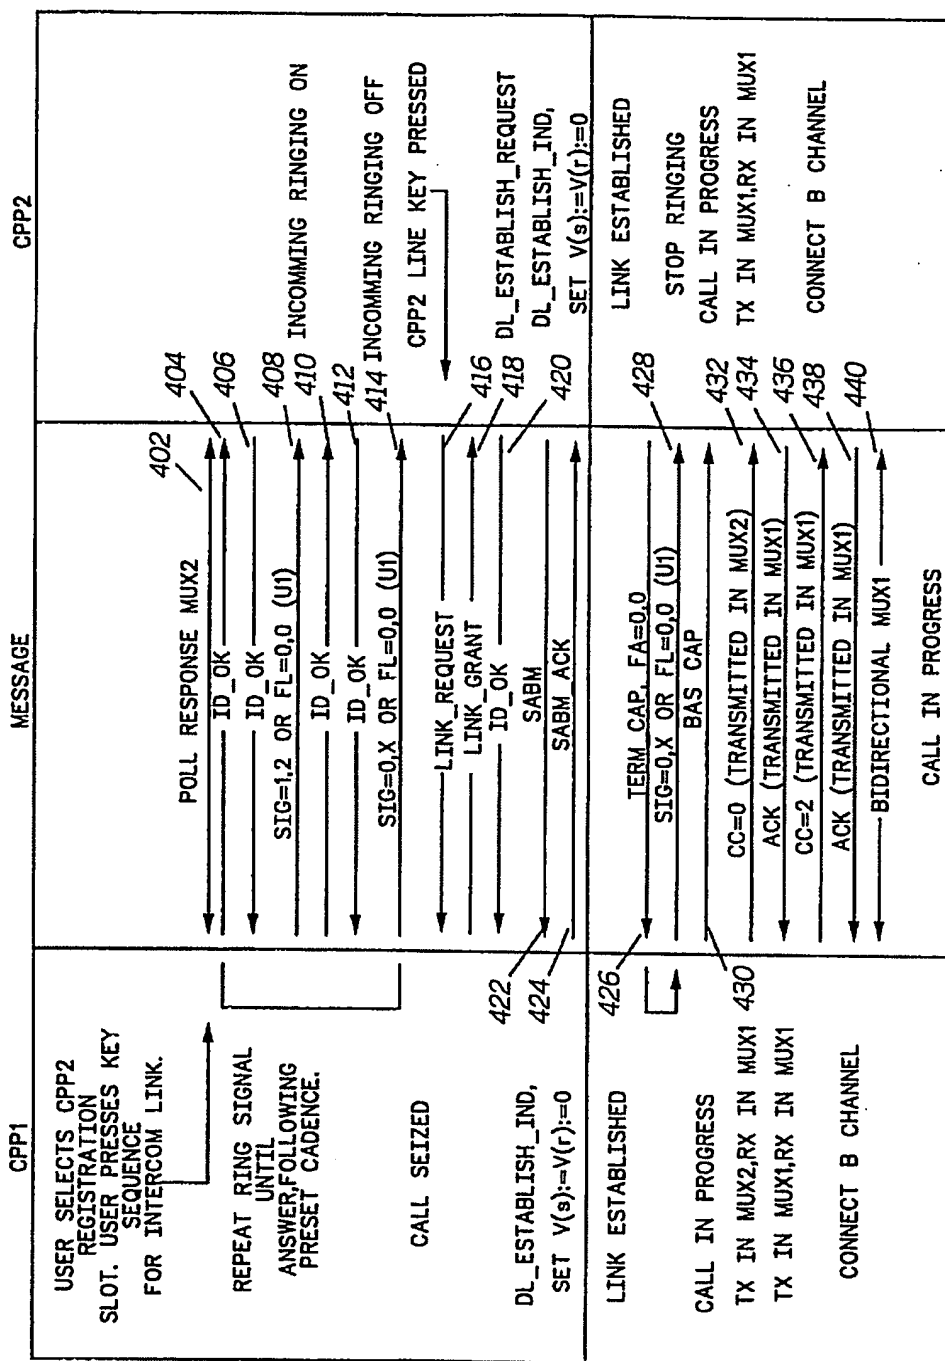 CPP1
MESSAGE
CPP2
USER SELECTS CPP2
REGISTRATION
SLOT. USER PRESSES KEY
SEQUENCE
FOR INTERCOM LINK.
REPEAT RING SIGNAL
UNTIL
ANSWER,FOLLOWING
PRESET CADENCE.
CALL SEIZED
DL_ESTABLISH_IND,
SET V(s):=V(r):=0
POLL RESPONSE MUX2
402
ID_OK
404
ID_OK
406
SIG=1,2 OR FL=0,0 (U1)
408
ID_OK
410
ID_OK
412
SIG=0,X OR FL=0,0 (U1)
414
LINK_REQUEST
416
LINK_GRANT
418
ID_OK
420
SABM
422
SABM_ACK
424
INCOMMING RINGING ON
INCOMMING RINGING OFF
CPP2 LINE KEY PRESSED
DL_ESTABLISH_REQUEST
DL_ESTABLISH_IND,
SET V(s):=V(r):=0
LINK ESTABLISHED
CALL IN PROGRESS
TX IN MUX2,RX IN MUX1
TX IN MUX1,RX IN MUX1
CONNECT B CHANNEL
426
TERM CAP, FA=0,0
SIG=0,X OR FL=0,0 (U1)
428
BAS CAP
430
CC=0 (TRANSMITTED IN MUX2)
432
ACK (TRANSMITTED IN MUX1)
434
CC=2 (TRANSMITTED IN MUX1)
436
ACK (TRANSMITTED IN MUX1)
438
BIDIRECTIONAL MUX1
440
CALL IN PROGRESS
LINK ESTABLISHED
STOP RINGING
CALL IN PROGRESS
TX IN MUX1,RX IN MUX1
CONNECT B CHANNEL